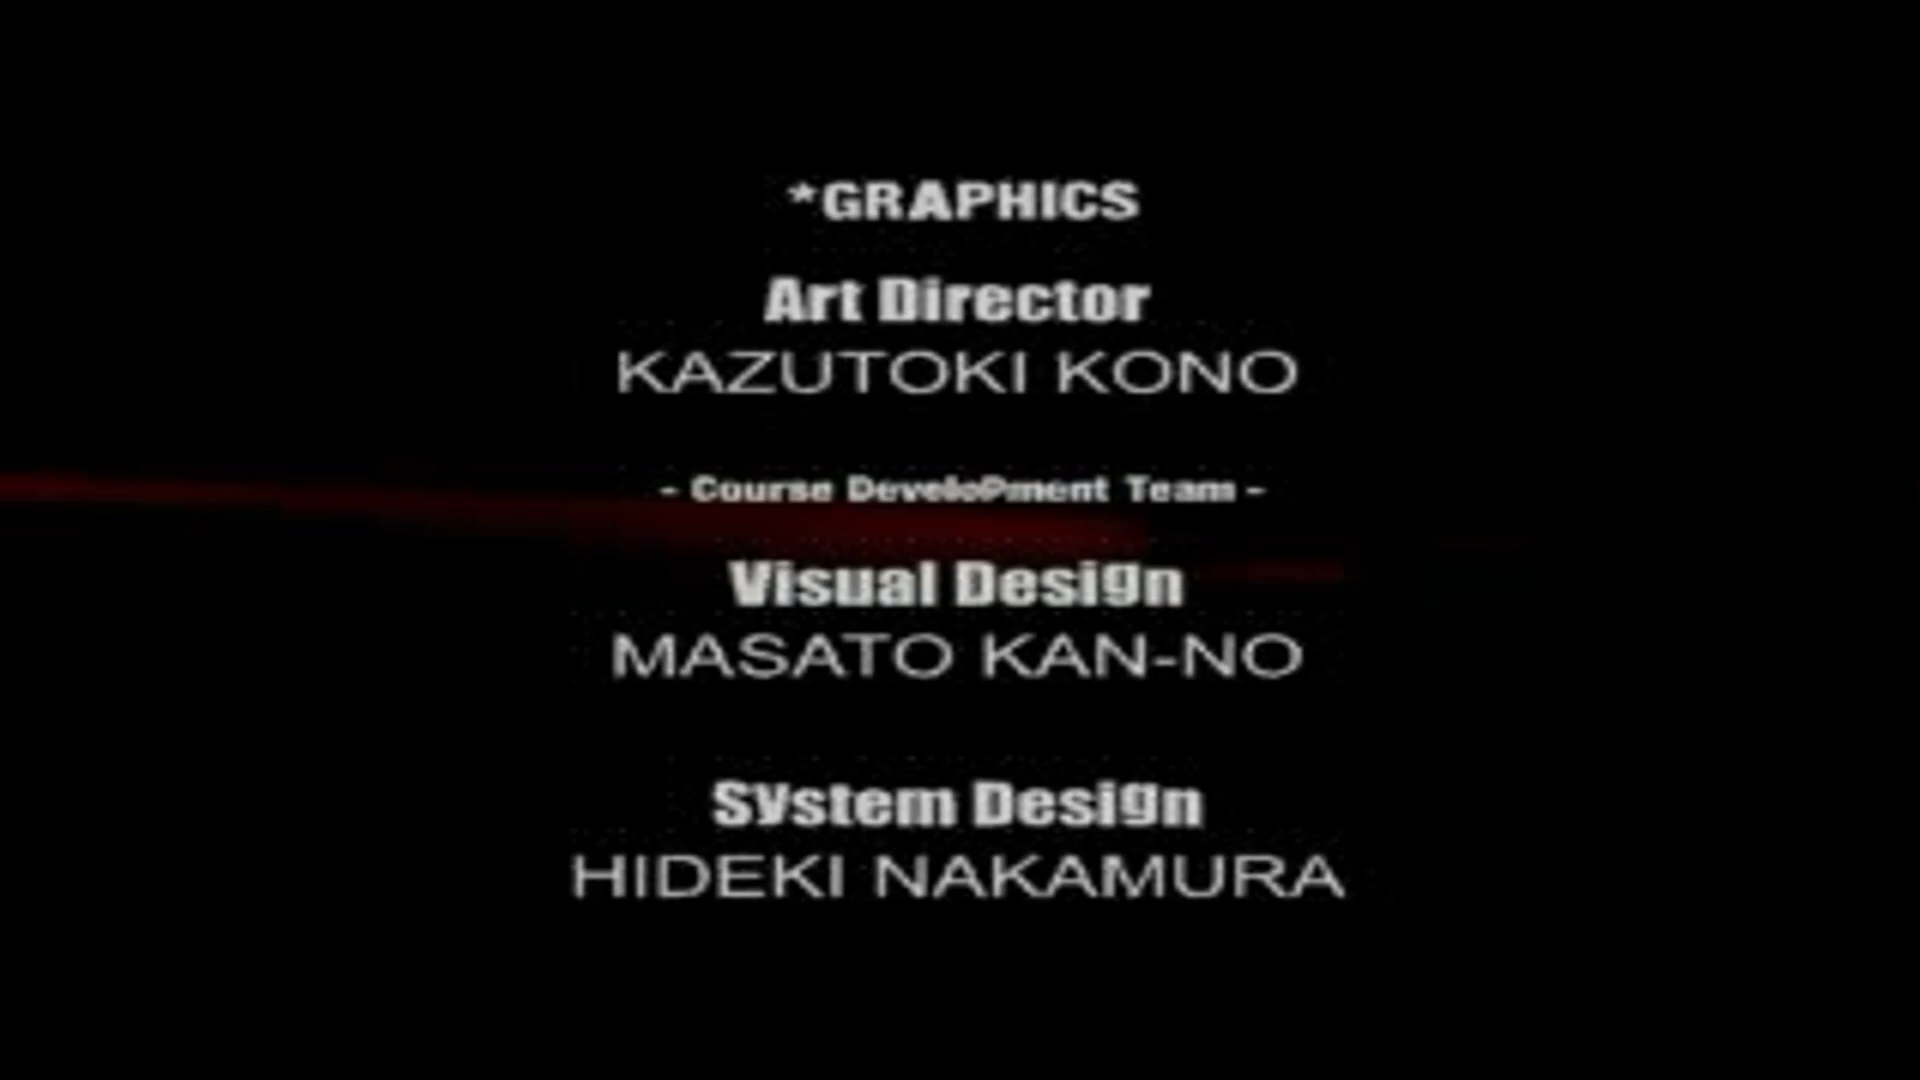 *GRAPHICS
Art Director
KAZUTOKI KONO
- Course DeveloPment Team -
Visual Design
MASATO KAN-NO
System Design
HIDEKI NAKAMURA